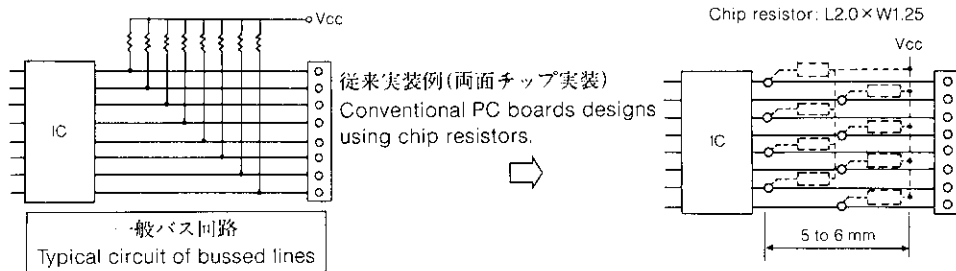 Vcc
IC
一般バス回路
Typical circuit of bussed lines
従来実装例(両面チップ実装)
Conventional PC boards designs
using chip resistors.
Chip resistor: L2.0×W1.25
Vcc
IC
5 to 6 mm